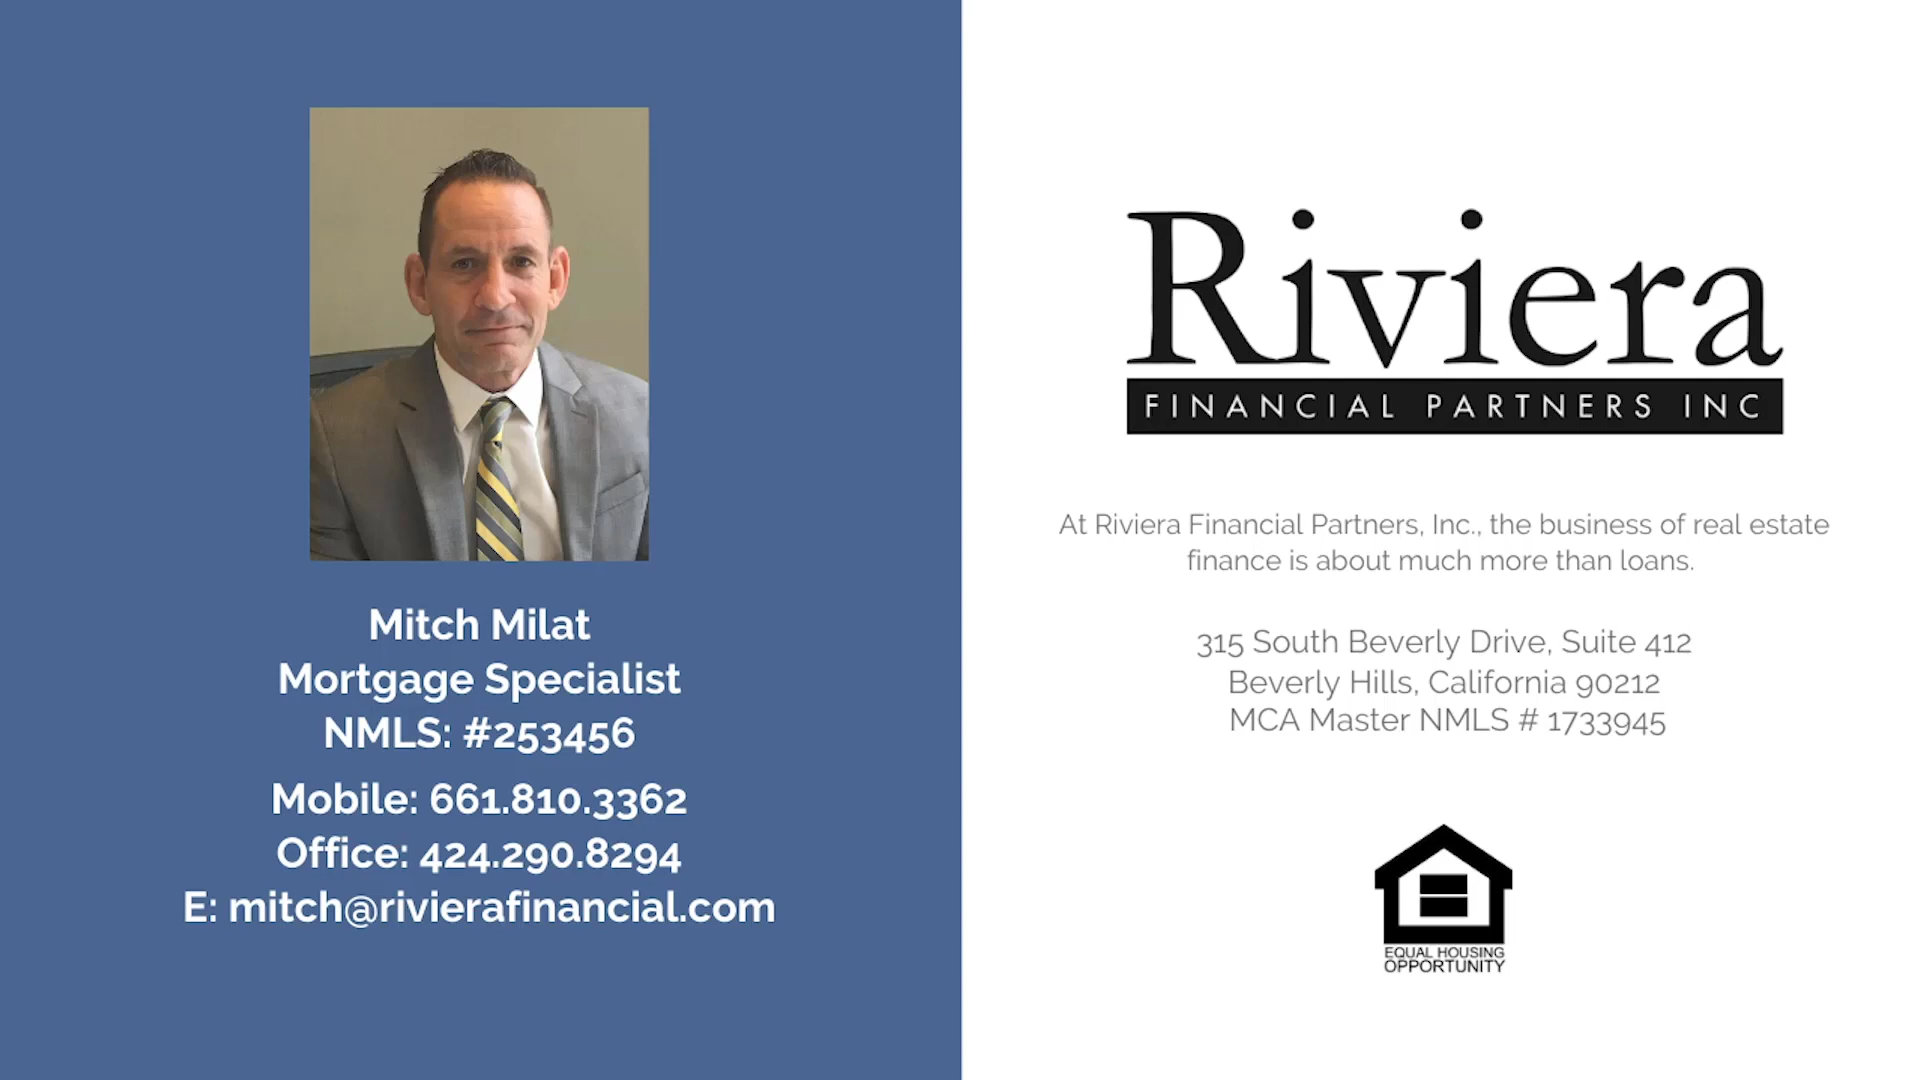 Mitch Milat
Mortgage Specialist
NMLS: #253456
Mobile: 661.810.3362
Office: 424.290.8294
E: mitch@rivierafinancial.com
Riviera
FINANCIAL PARTNERS INC
At Riviera Financial Partners, Inc., the business of real estate
finance is about much more than loans.
315 South Beverly Drive, Suite 412
Beverly Hills, California 90212
MCA Master NMLS # 1733945
EQUAL HOUSING
OPPORTUNITY